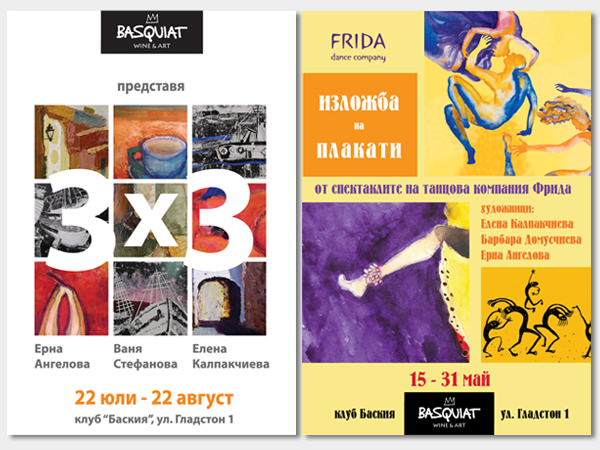 BASQUIAT
WINE & ART
представя
3x3
Ерна
Ангелова
Ваня
Стефанова
Елена
Калпакчиева
22 юли - 22 август
клуб “Баския”, ул. Гладстон 1
FRIDA
dance company
изложба
на
плакати
от спектаклите на танцова компания Фрида
художници:
Елена Калпакчиева
Барбара Домусчиева
Ерна Ангелова
15 - 31 май
клуб Баския
BASQUIAT
WINE & ART
ул. Гладстон 1